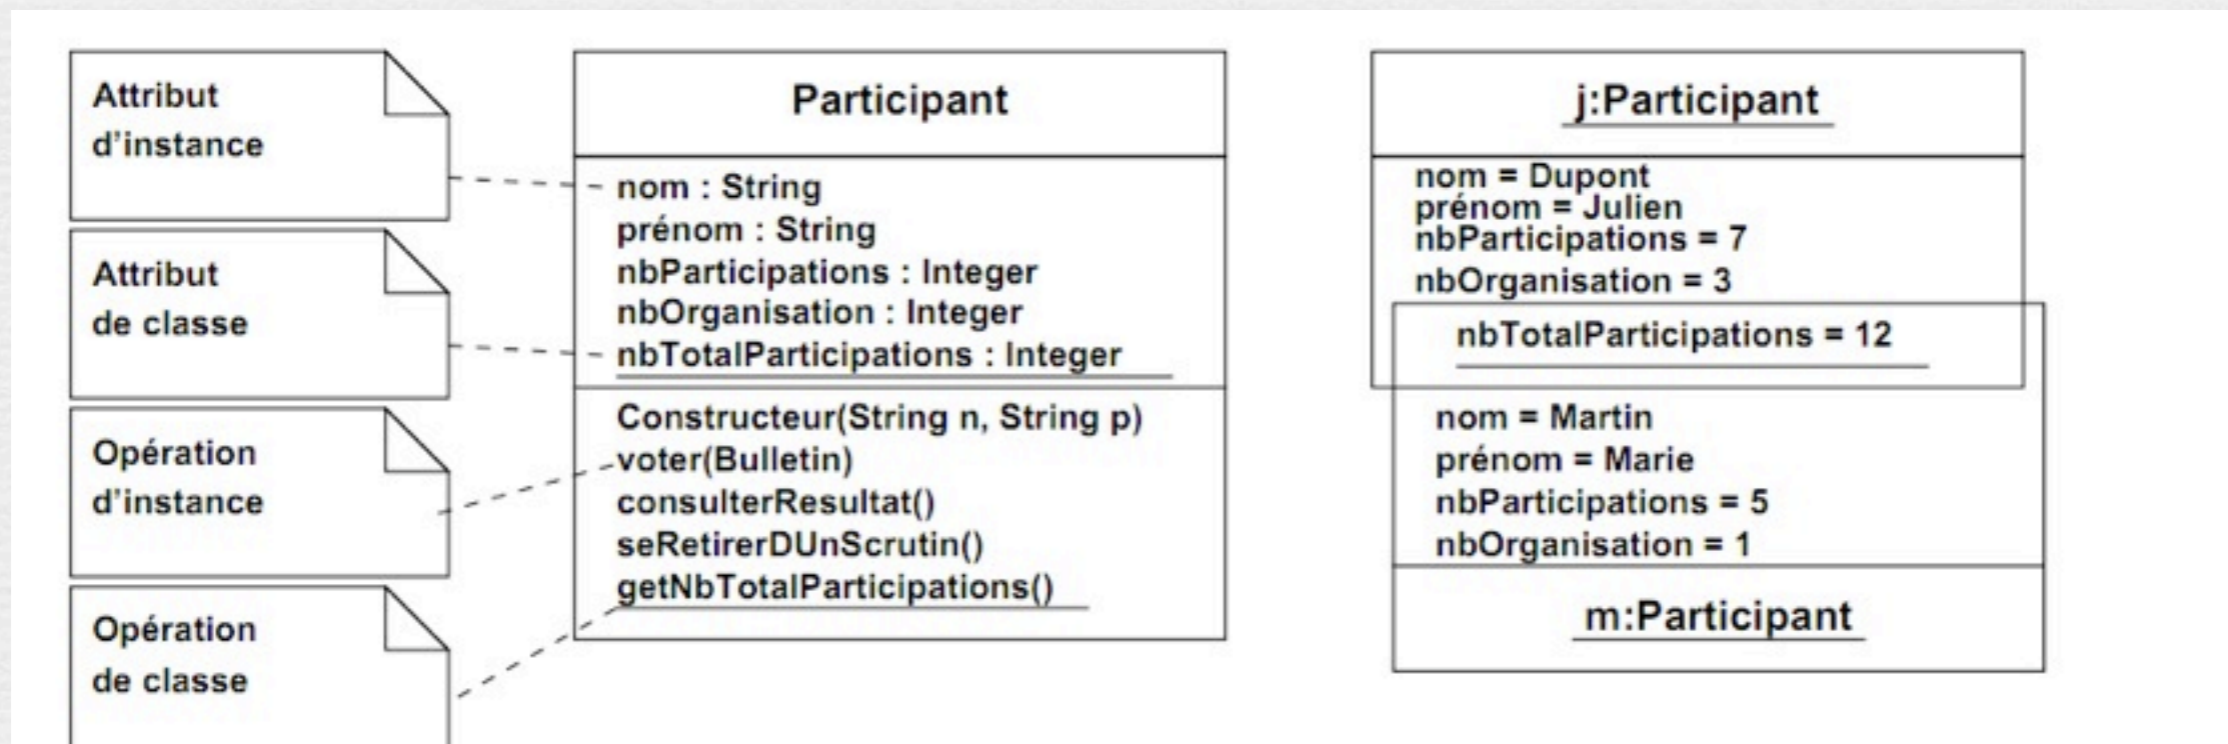 Attribut
d'instance
Attribut
de classe
Opération
d'instance
Opération
de classe
Participant
nom : String
prénom : String
nbParticipations : Integer
nbOrganisation : Integer
nbTotalParticipations : Integer
Constructeur(String n, String p)
voter(Bulletin)
consulterResultat()
seRetirerDUnScrutin()
getNbTotalParticipations()
j:Participant
nom = Dupont
prénom = Julien
nbParticipations = 7
nbOrganisation = 3
nbTotalParticipations = 12
nom = Martin
prénom = Marie
nbParticipations = 5
nbOrganisation = 1
m:Participant